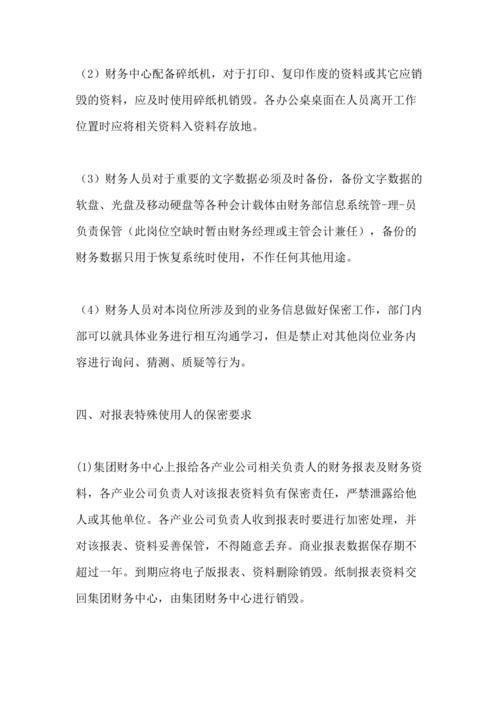 （2）财务中心配备碎纸机，对于打印、复印作废的资料或其它应销
毁的资料，应及时使用碎纸机销毁。各办公桌桌面在人员离开工作
位置时应将相关资料入资料存放地。
（3）财务人员对于重要的文字数据必须及时备份，备份文字数据的
软盘、光盘及移动硬盘等各种会计载体由财务部信息系统管-理-员
负责保管（此岗位空缺时暂由财务经理或主管会计兼任），备份的
财务数据只用于恢复系统时使用，不作任何其他用途。
（4）财务人员对本岗位所涉及到的业务信息做好保密工作，部门内
部可以就具体业务进行相互沟通学习，但是禁止对其他岗位业务内
容进行询问、猜测、质疑等行为。
四、对报表特殊使用人的保密要求
(1)集团财务中心上报给各产业公司相关负责人的财务报表及财务资
料，各产业公司负责人对该报表资料负有保密责任，严禁泄露给他
人或其他单位。各产业公司负责人收到报表时要进行加密处理，并
对该报表、资料妥善保管，不得随意丢弃。商业报表数据保存期不
超过一年。到期应将电子版报表、资料删除销毁。纸制报表资料交
回集团财务中心，由集团财务中心进行销毁。